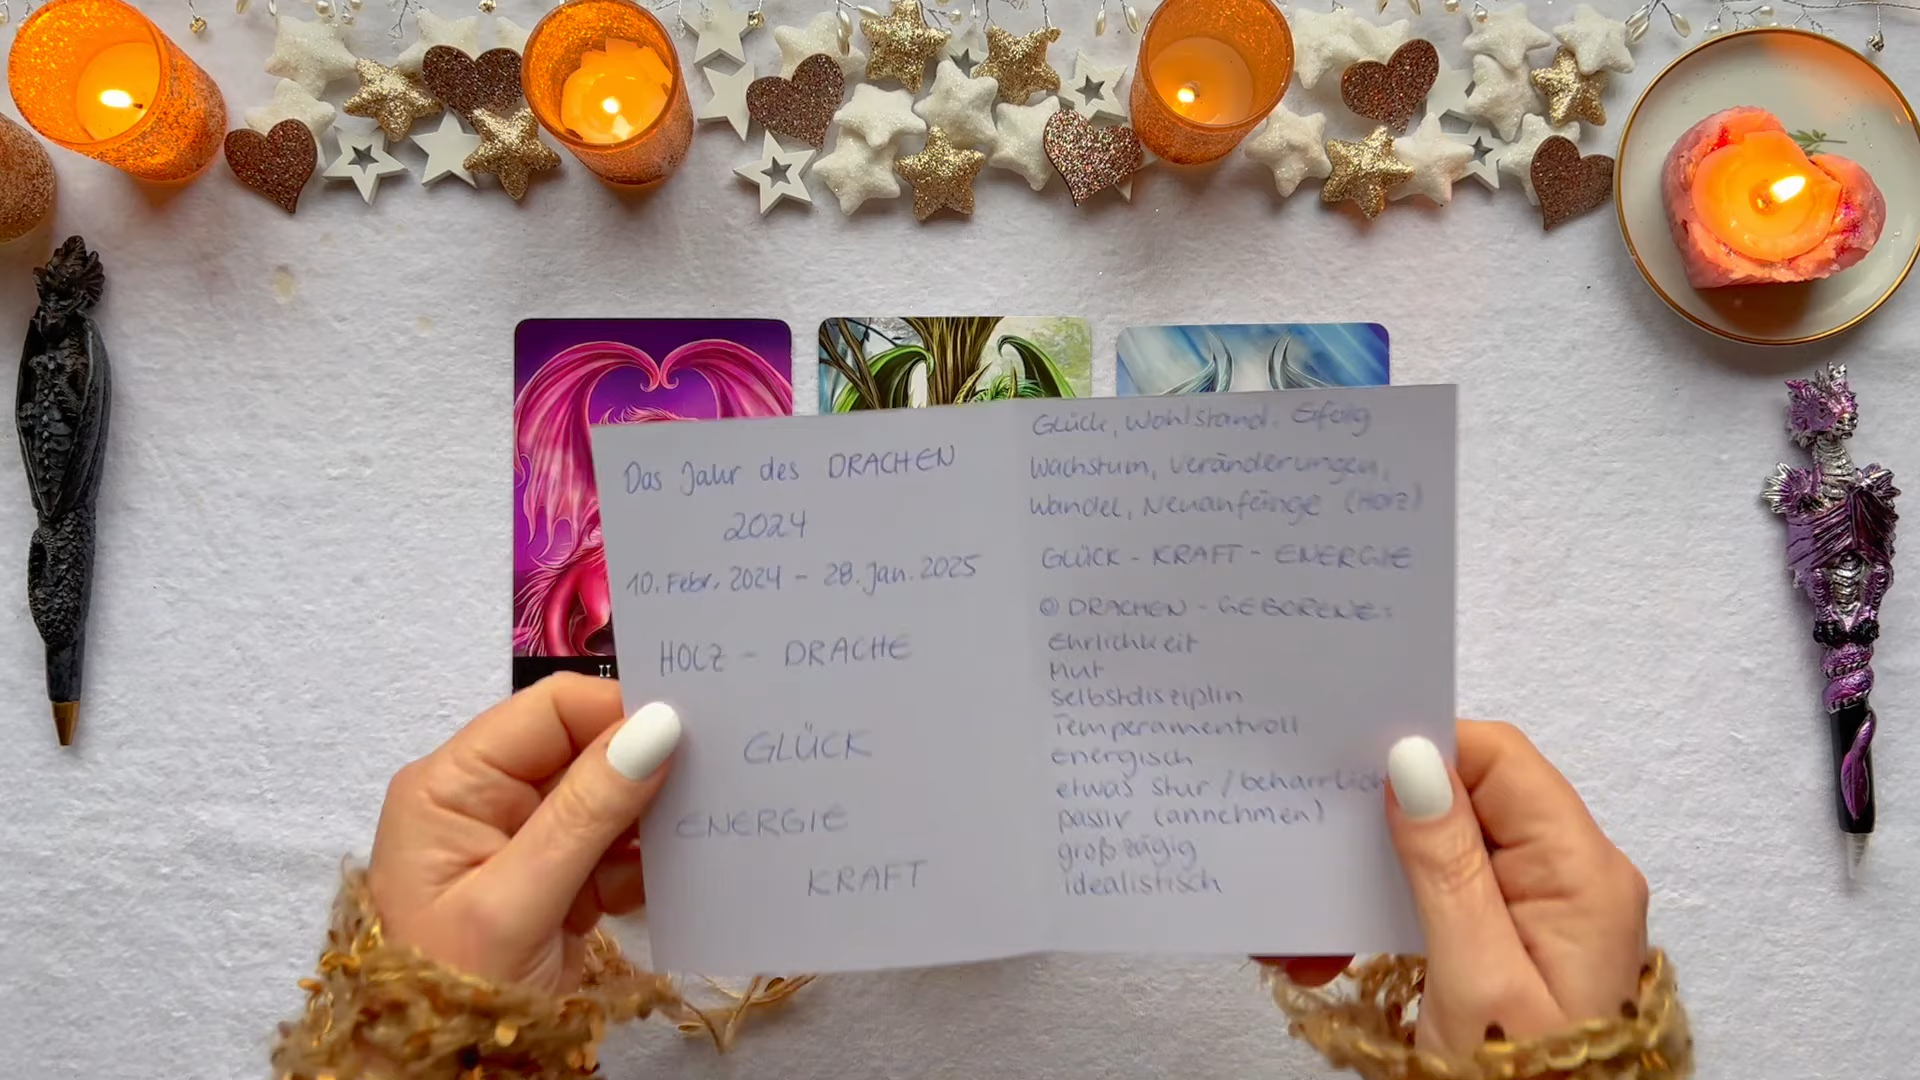 Das Jahr des DRACHEN
2024
10. Febr. 2024 - 28. Jan. 2025
HOLZ - DRACHE
GLÜCK
ENERGIE
KRAFT
Glück, Wohlstand, Erfolg
Wachstum, Veränderungen,
Wandel, Neuanfänge (Holz)
GLÜCK - KRAFT - ENERGIE
DRACHEN - GEBORENE:
Ehrlichkeit
Mut
Selbstdisziplin
Temperamentvoll
energisch
etwas stur / beharrlich
passiv (annehmen)
großzügig
idealistisch
II